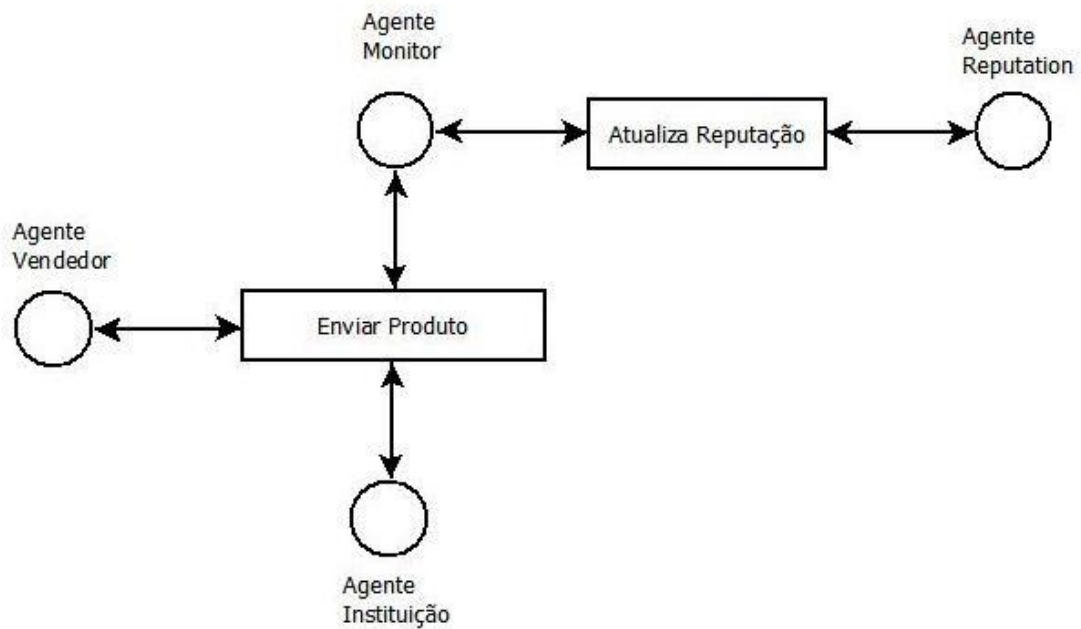 Agente
Monitor
Agente
Reputation
Atualiza Reputação
Agente
Vendedor
Enviar Produto
Agente
Instituição